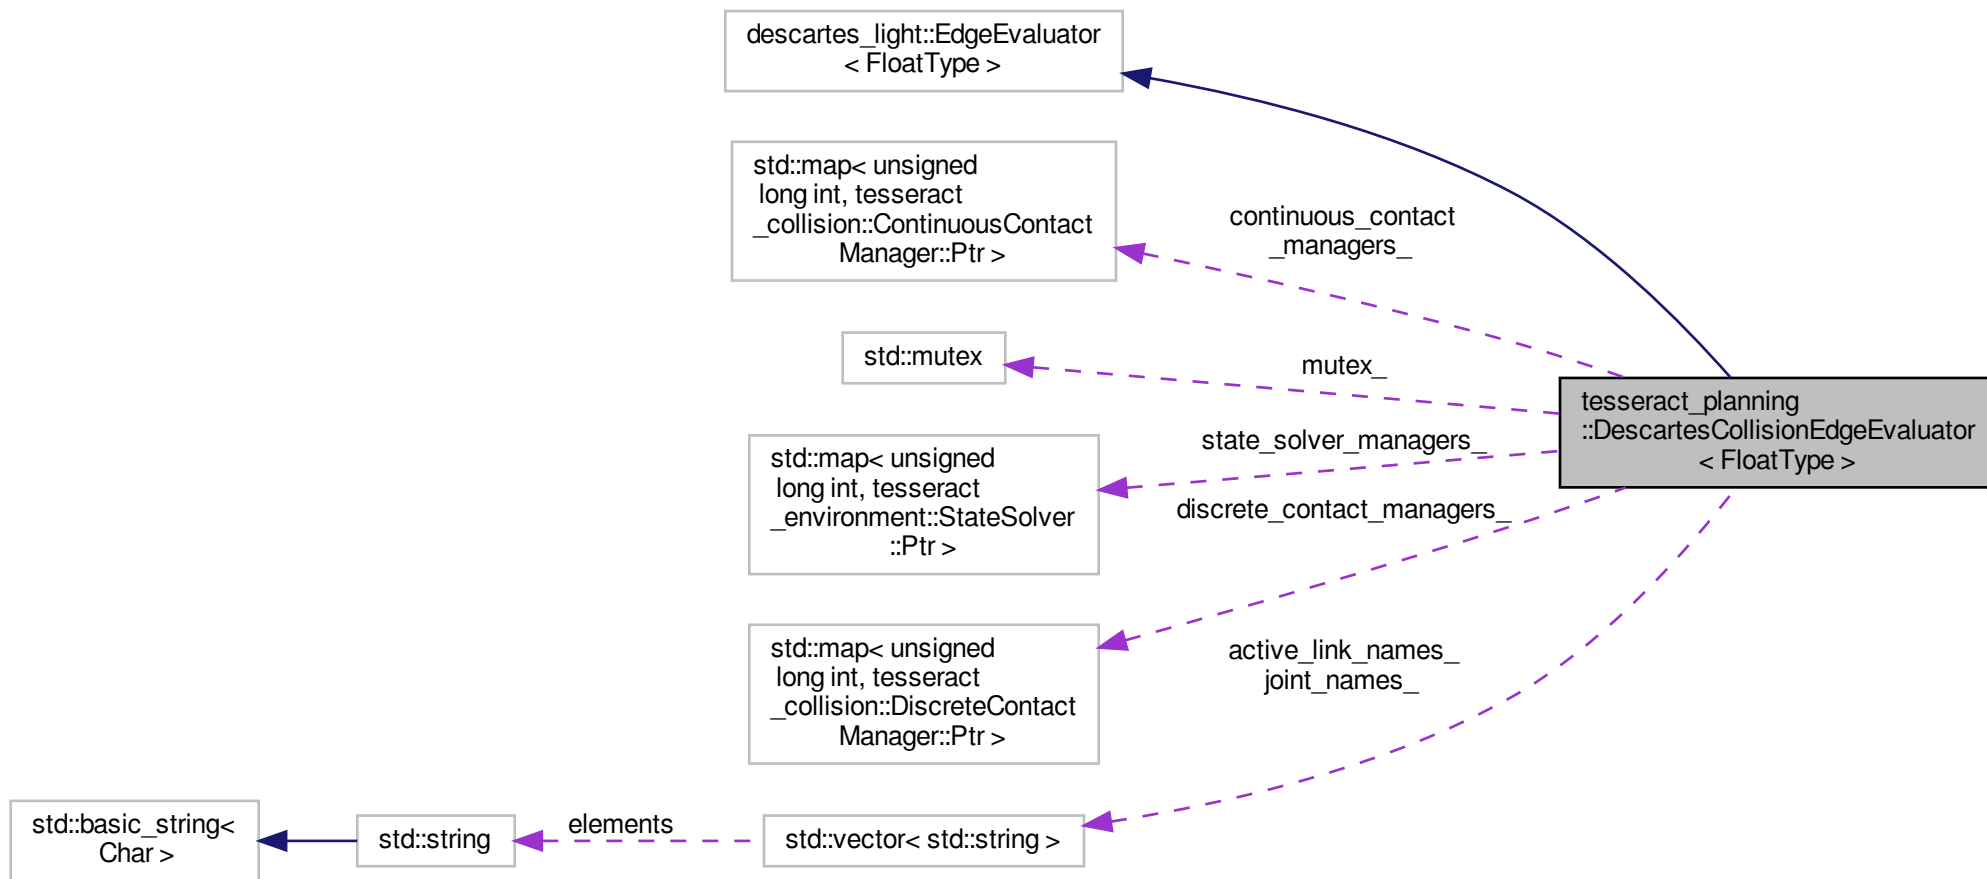 descartes_light::EdgeEvaluator
< FloatType >
std::map< unsigned
long int, tesseract
_collision::ContinuousContact
Manager::Ptr >
continuous_contact
_managers_
std::mutex
mutex_
tesseract_planning
::DescartesCollisionEdgeEvaluator
< FloatType >
std::map< unsigned
long int, tesseract
_environment::StateSolver
::Ptr >
state_solver_managers_
discrete_contact_managers_
std::map< unsigned
long int, tesseract
_collision::DiscreteContact
Manager::Ptr >
active_link_names_
joint_names_
std::basic_string<
Char >
std::string
elements
std::vector< std::string >